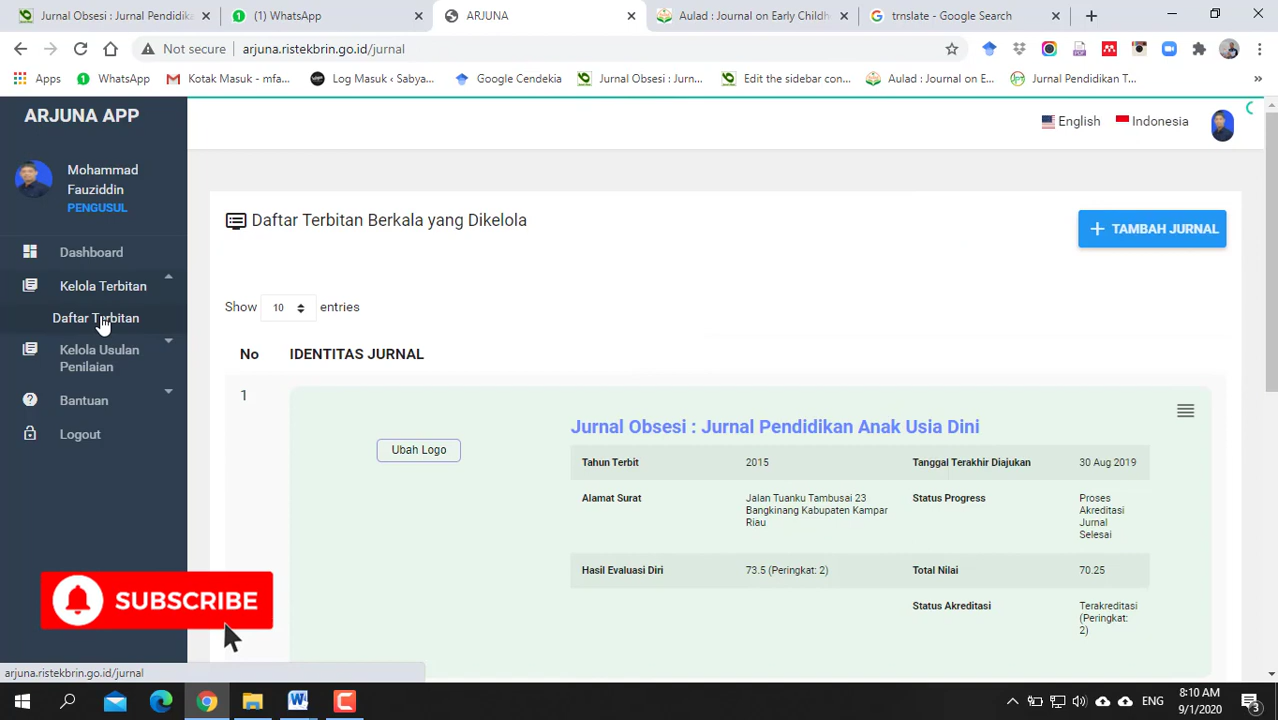 Jurnal Obsesi : Jurnal Pendidika
(1) WhatsApp
ARJUNA
Aulad : Journal on Early Childh
trnslate - Google Search
Not secure
arjuna.ristekbrin.go.id/jurnal
Apps
WhatsApp
Kotak Masuk - mfa...
Log Masuk ‹ Sabya...
Google Cendekia
Jurnal Obsesi : Jurn...
Edit the sidebar con...
Aulad : Journal on E...
Jurnal Pendidikan T...
ARJUNA APP
English
Indonesia
Mohammad
Fauziddin
PENGUSUL
Dashboard
Kelola Terbitan
Daftar Terbitan
Kelola Usulan
Penilaian
Bantuan
Logout
Daftar Terbitan Berkala yang Dikelola
+ TAMBAH JURNAL
Show 10 entries
No IDENTITAS JURNAL
1
Ubah Logo
Jurnal Obsesi : Jurnal Pendidikan Anak Usia Dini
Tahun Terbit 2015 Tanggal Terakhir Diajukan 30 Aug 2019
Alamat Surat Jalan Tuanku Tambusai 23 Status Progress Proses
Bangkinang Kabupaten Kampar Akreditasi
Riau Jurnal
Selesai
Hasil Evaluasi Diri 73.5 (Peringkat: 2) Total Nilai 70.25
Status Akreditasi Terakreditasi
(Peringkat:
2)
SUBSCRIBE
arjuna.ristekbrin.go.id/jurnal
ENG
8:10 AM
9/1/2020
3